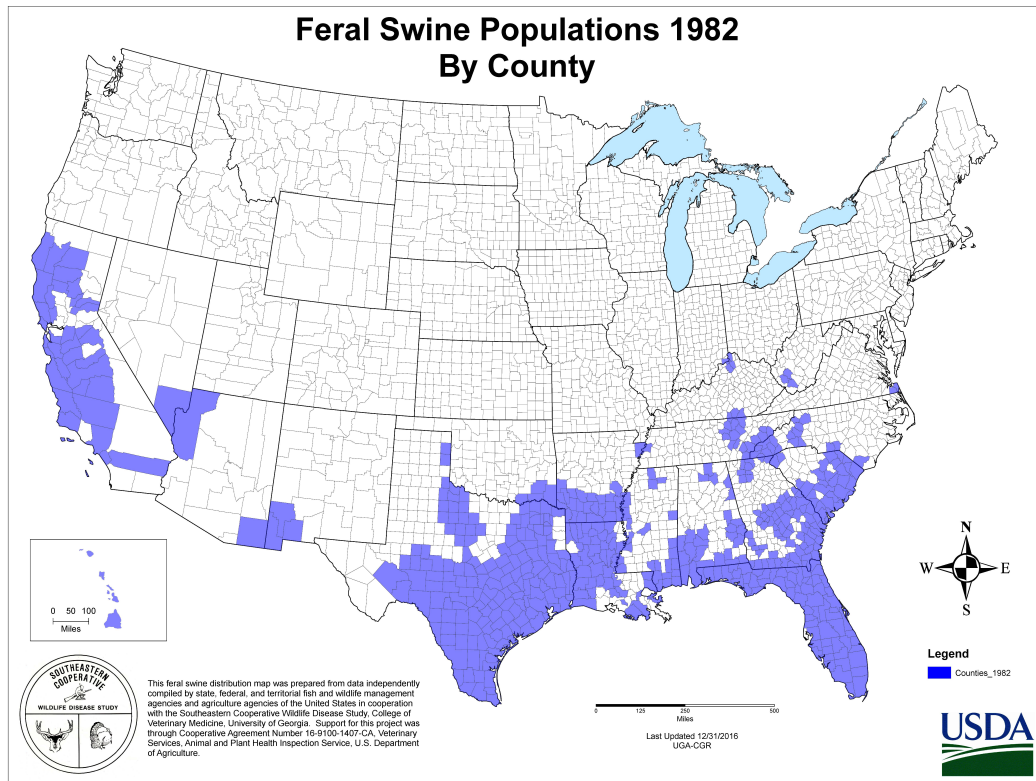 Feral Swine Populations 1982
By County
N
W
E
S
0 50 100
Miles
SOUTHEASTERN
COOPERATIVE
WILDLIFE DISEASE STUDY
This feral swine distribution map was prepared from data independently
compiled by state, federal, and territorial fish and wildlife management
agencies and agriculture agencies of the United States in cooperation
with the Southeastern Cooperative Wildlife Disease Study, College of
Veterinary Medicine, University of Georgia. Support for this project was
through Cooperative Agreement Number 16-9100-1407-CA, Veterinary
Services, Animal and Plant Health Inspection Service, U.S. Department
of Agriculture.
0 125 250 500
Miles
Last Updated 12/31/2016
UGA-CGR
Legend
Counties_1982
USDA